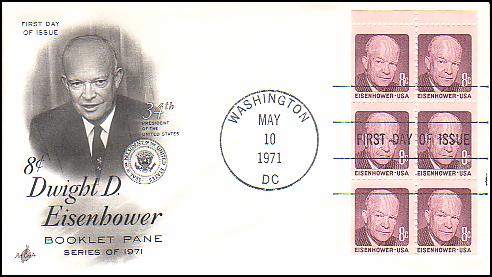 FIRST DAY
OF ISSUE
34th
PRESIDENT
OF THE
UNITED STATES
8¢
Dwight D.
Eisenhower
BOOKLET PANE
SERIES OF 1971
ArtCraft
WASHINGTON
MAY
10
1971
DC
8¢ 8¢
EISENHOWER·USA EISENHOWER·USA
FIRST DAY OF ISSUE
8¢ 8¢
EISENHOWER·USA EISENHOWER·USA
8¢ 8¢
EISENHOWER·USA EISENHOWER·USA